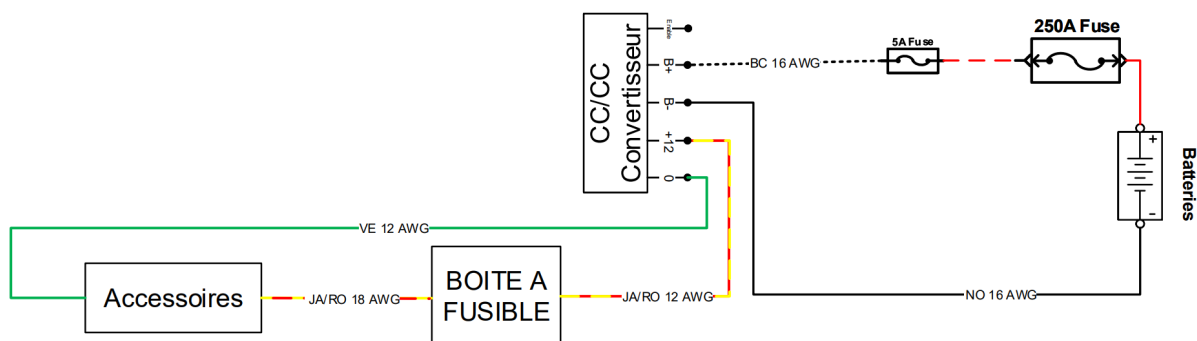 250A Fuse
5A Fuse
Enable
B+
BC 16 AWG
B-
+12
0
CC/CC
Convertisseur
+
-
Batteries
VE 12 AWG
Accessoires
JA/RO 18 AWG
BOITE A
FUSIBLE
JA/RO 12 AWG
NO 16 AWG